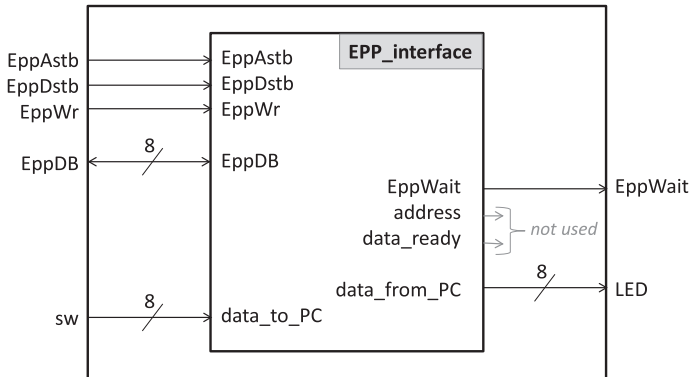 EPP_interface
EppAstb EppAstb
EppDstb EppDstb
EppWr EppWr
8
EppDB EppDB
EppWait EppWait
address
data_ready
not used
8
data_from_PC LED
8
sw data_to_PC